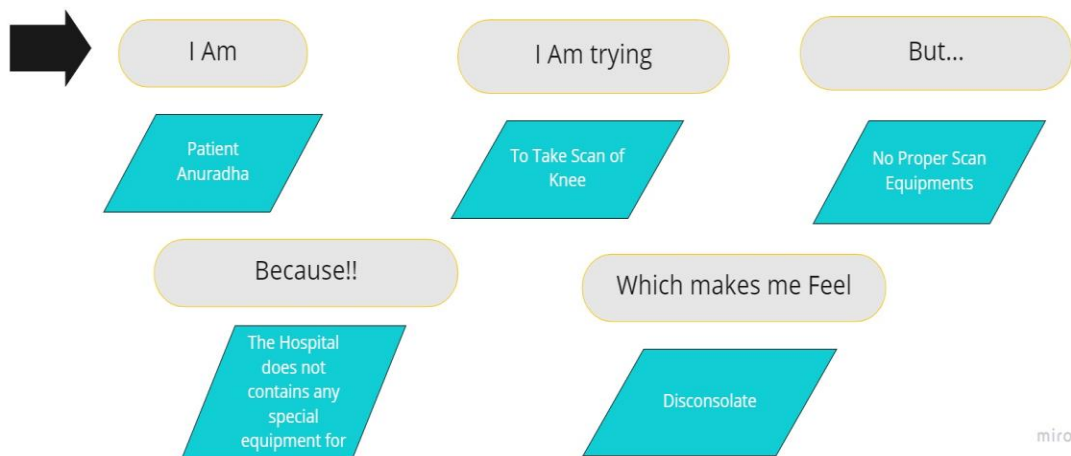 I Am
I Am trying
But...
Patient
Anuradha
To Take Scan of
Knee
No Proper Scan
Equipments
Because!!
Which makes me Feel
The Hospital
does not
contains any
special
equipment for
Disconsolate
miro